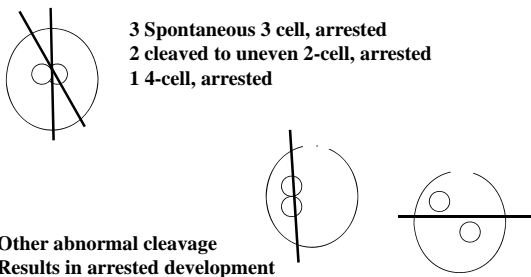 3 Spontaneous 3 cell, arrested
2 cleaved to uneven 2-cell, arrested
1 4-cell, arrested
Other abnormal cleavage
Results in arrested development